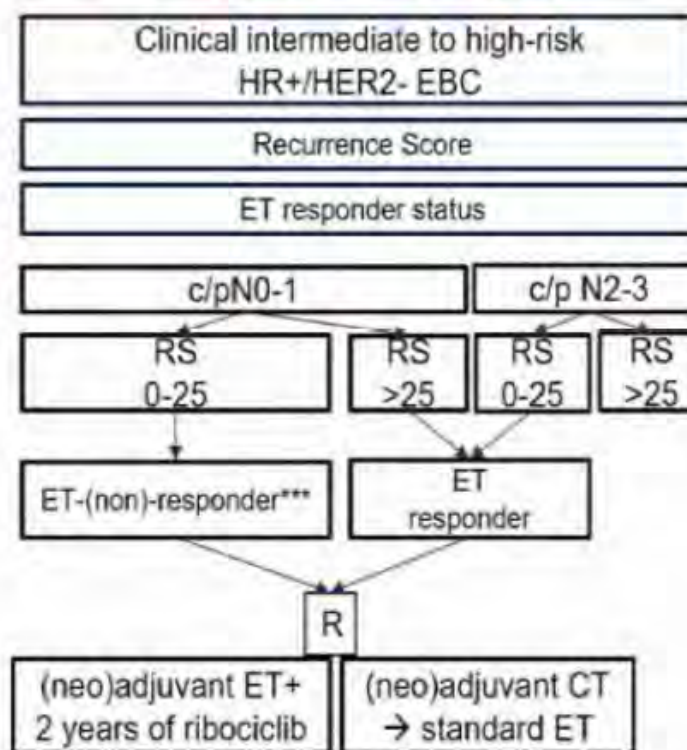 Clinical intermediate to high-risk
HR+/HER2- EBC
Recurrence Score
ET responder status
c/pN0-1
c/p N2-3
RS
0-25
RS
>25
RS
0-25
RS
>25
ET-(non)-responder***
ET
responder
R
(neo)adjuvant ET+
2 years of ribociclib
(neo)adjuvant CT
→ standard ET